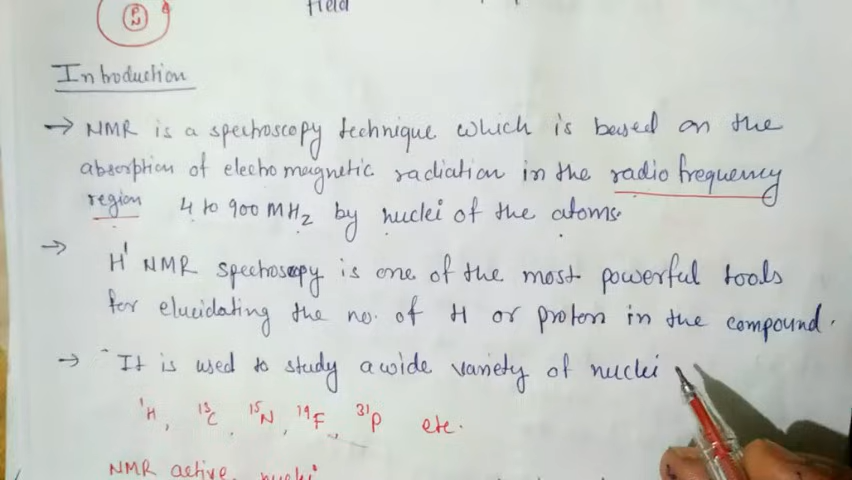 P
N
field
Introduction
→ NMR is a spectroscopy technique which is based on the
absorption of electromagnetic radiation in the radio frequency
region 4 to 900 MHz by nuclei of the atoms.
→ H¹ NMR spectroscopy is one of the most powerful tools
for elucidating the no. of H or proton in the compound.
→ It is used to study a wide variety of nuclei
¹H, ¹³C, ¹⁵N, ¹⁹F, ³¹P etc.
NMR active nuclei